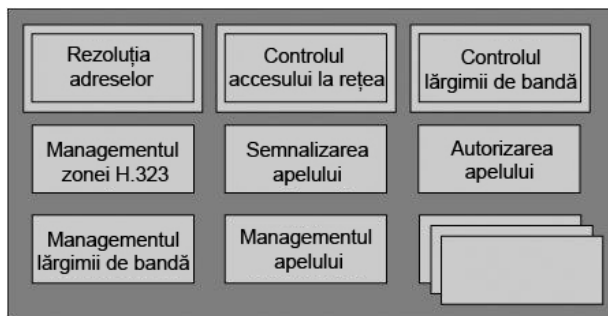 Rezoluția
adreselor
Controlul
accesului la rețea
Controlul
lărgimii de bandă
Managementul
zonei H.323
Semnalizarea
apelului
Autorizarea
apelului
Managementul
lărgimii de bandă
Managementul
apelului